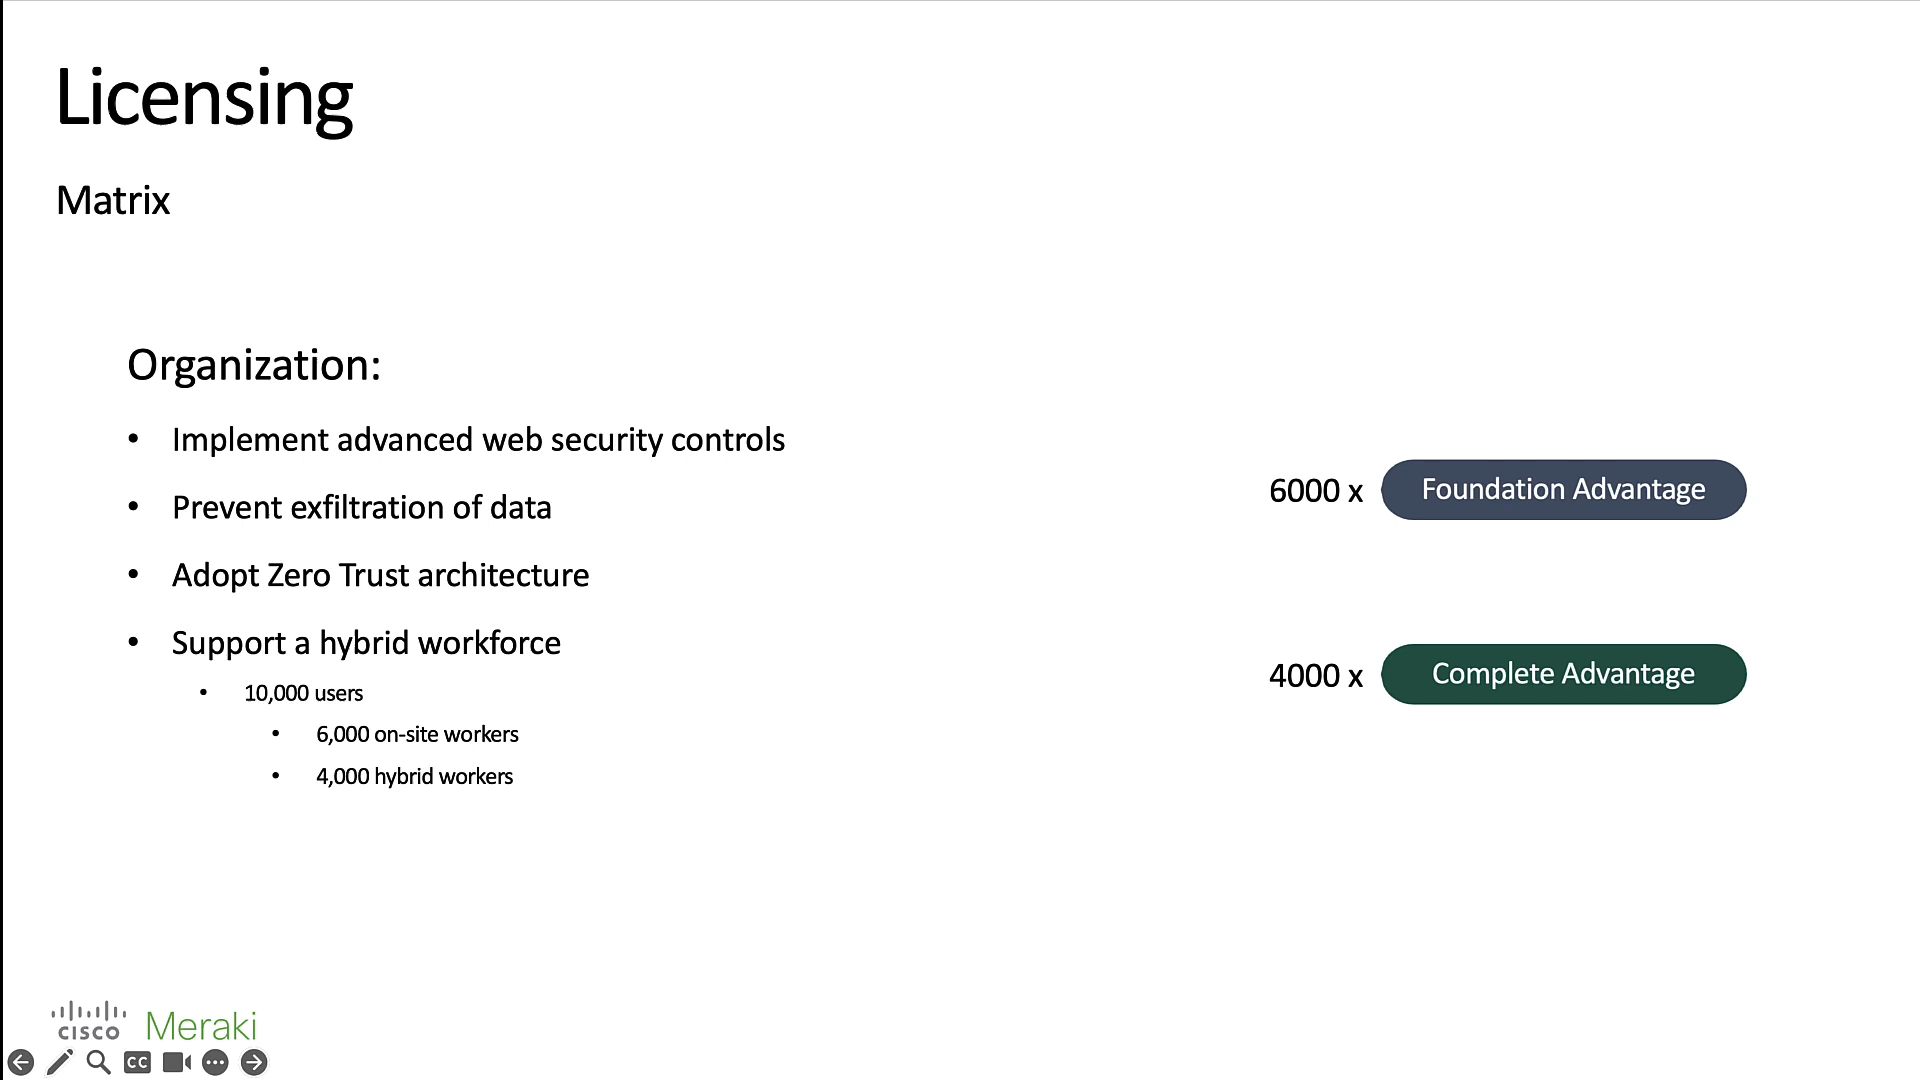 Licensing
Matrix
Organization:
• Implement advanced web security controls
• Prevent exfiltration of data
• Adopt Zero Trust architecture
• Support a hybrid workforce
• 10,000 users
• 6,000 on-site workers
• 4,000 hybrid workers
6000 x Foundation Advantage
4000 x Complete Advantage
CISCO Meraki
CC